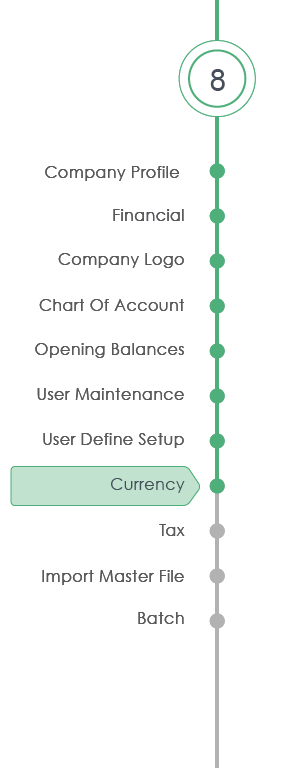 8
Company Profile
Financial
Company Logo
Chart Of Account
Opening Balances
User Maintenance
User Define Setup
Currency
Tax
Import Master File
Batch